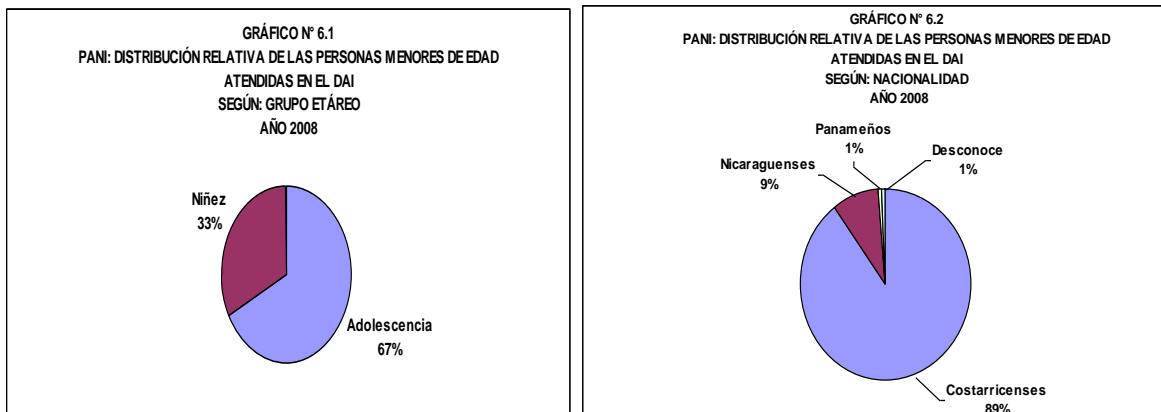 GRÁFICO N° 6.1
PANI: DISTRIBUCIÓN RELATIVA DE LAS PERSONAS MENORES DE EDAD
ATENDIDAS EN EL DAI
SEGÚN: GRUPO ETÁREO
AÑO 2008
Niñez
33%
Adolescencia
67%
GRÁFICO N° 6.2
PANI: DISTRIBUCIÓN RELATIVA DE LAS PERSONAS MENORES DE EDAD
ATENDIDAS EN EL DAI
SEGÚN: NACIONALIDAD
AÑO 2008
Panameños
1%
Desconoce
1%
Nicaraguenses
9%
Costarricenses
89%